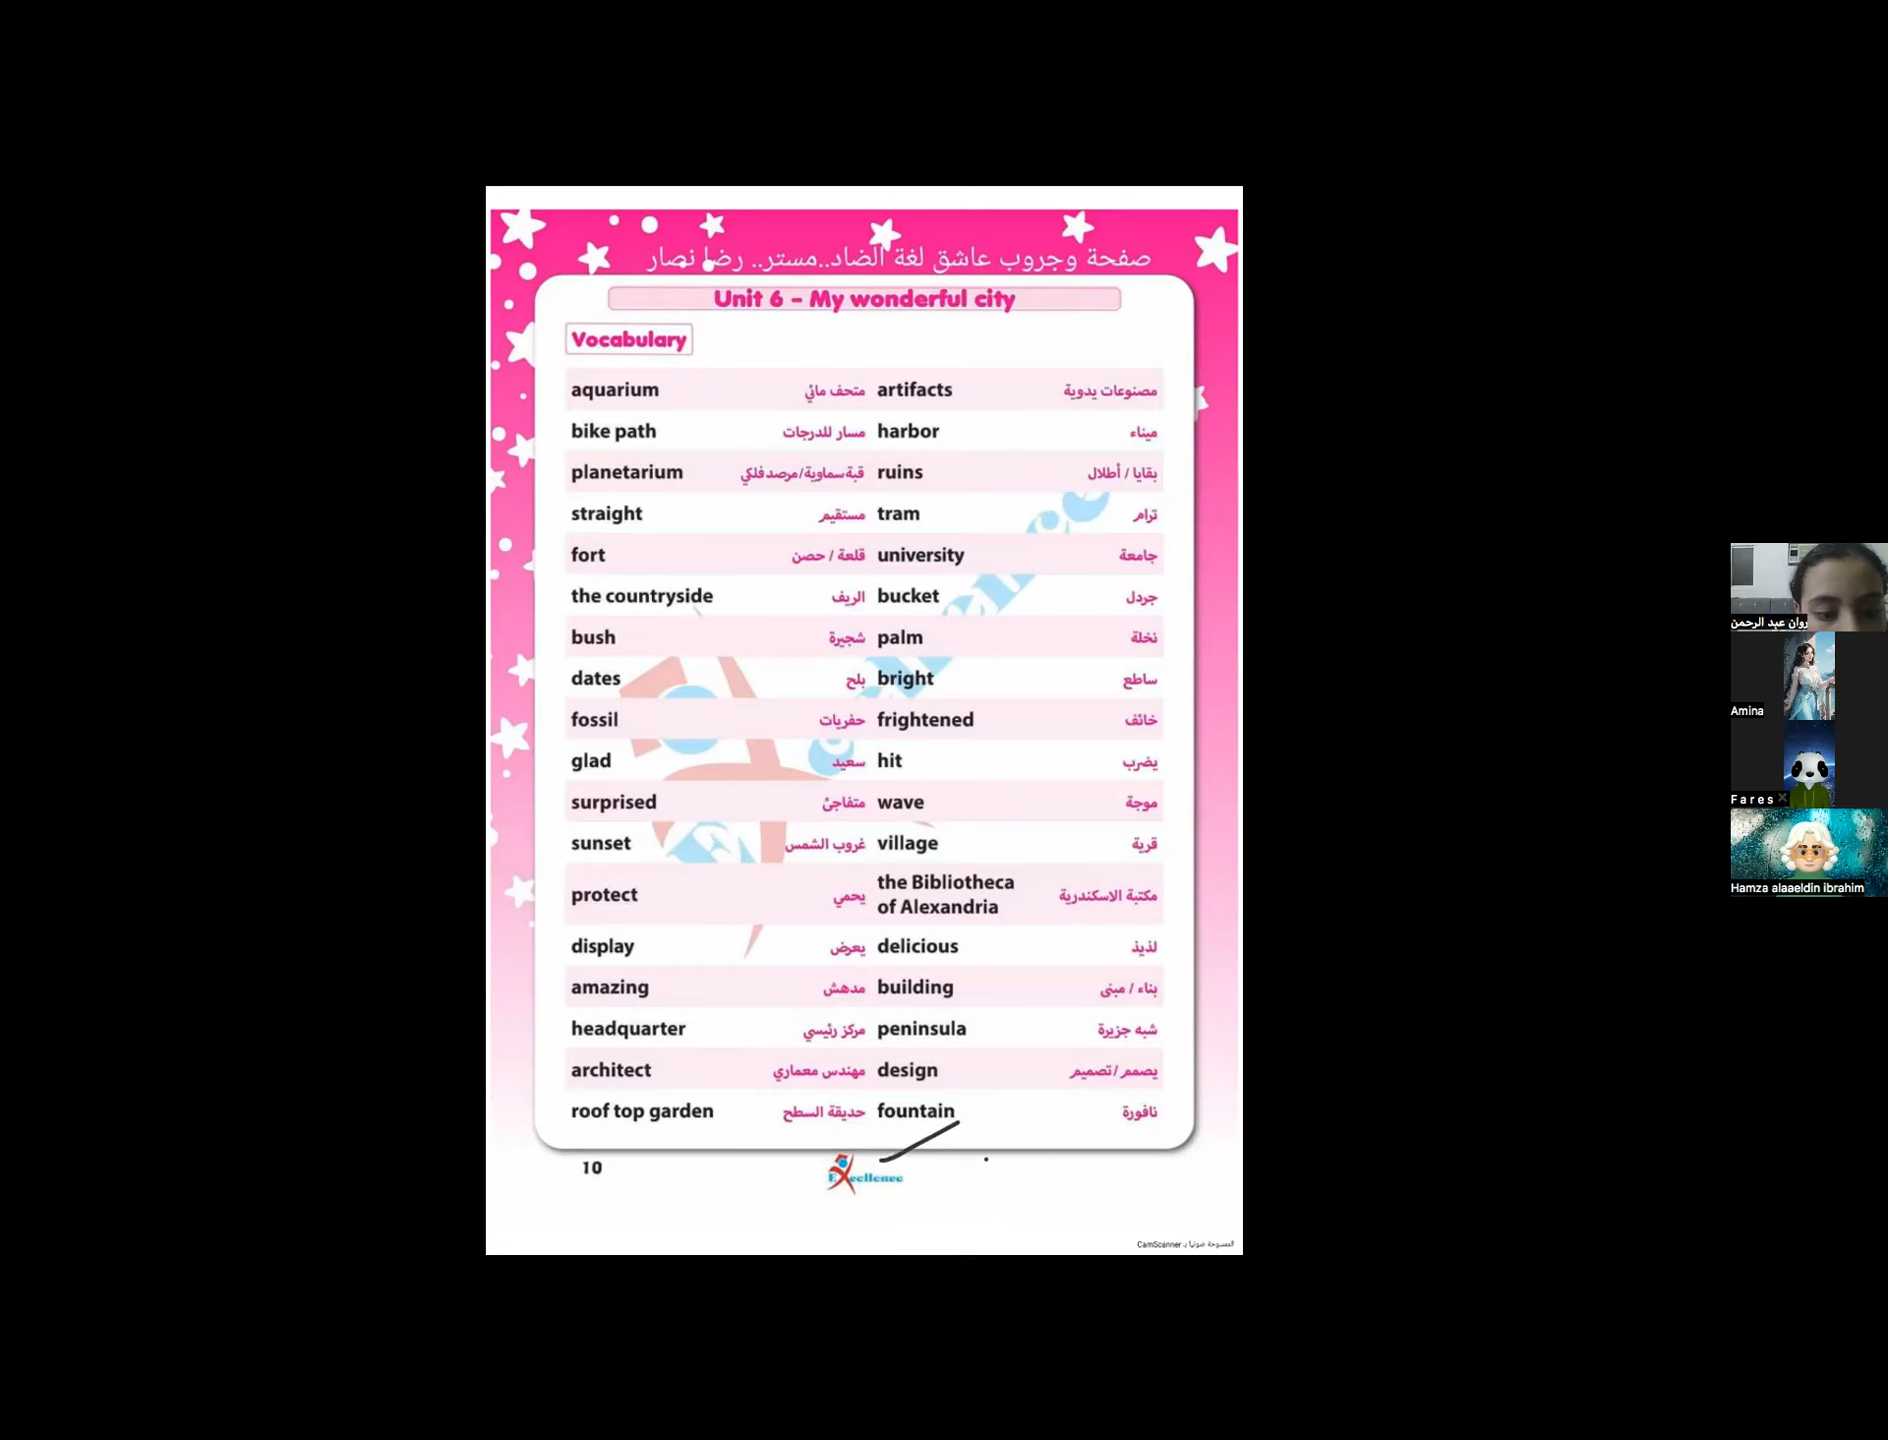 صفحة وجروب عاشق لغة الضاد..مستر.. رضا نصار
Unit 6 - My wonderful city
Vocabulary
aquarium متحف مائي artifacts مصنوعات يدوية
bike path مسار للدرجات harbor ميناء
planetarium قبة سماوية/مرصد فلكي ruins بقايا / أطلال
straight مستقيم tram ترام
fort قلعة / حصن university جامعة
the countryside الريف bucket جردل
bush شجيرة palm نخلة
dates بلح bright ساطع
fossil حفريات frightened خائف
glad سعيد hit يضرب
surprised متفاجئ wave موجة
sunset غروب الشمس village قرية
protect يحمي the Bibliotheca of Alexandria مكتبة الاسكندرية
display يعرض delicious لذيذ
amazing مدهش building بناء / مبنى
headquarter مركز رئيسي peninsula شبه جزيرة
architect مهندس معماري design يصمم / تصميم
roof top garden حديقة السطح fountain نافورة
10
Excellence
الممسوحة ضوئيا بـ CamScanner
روان عبد الرحمن
Amina
Fares
Hamza alaaeldin ibrahim